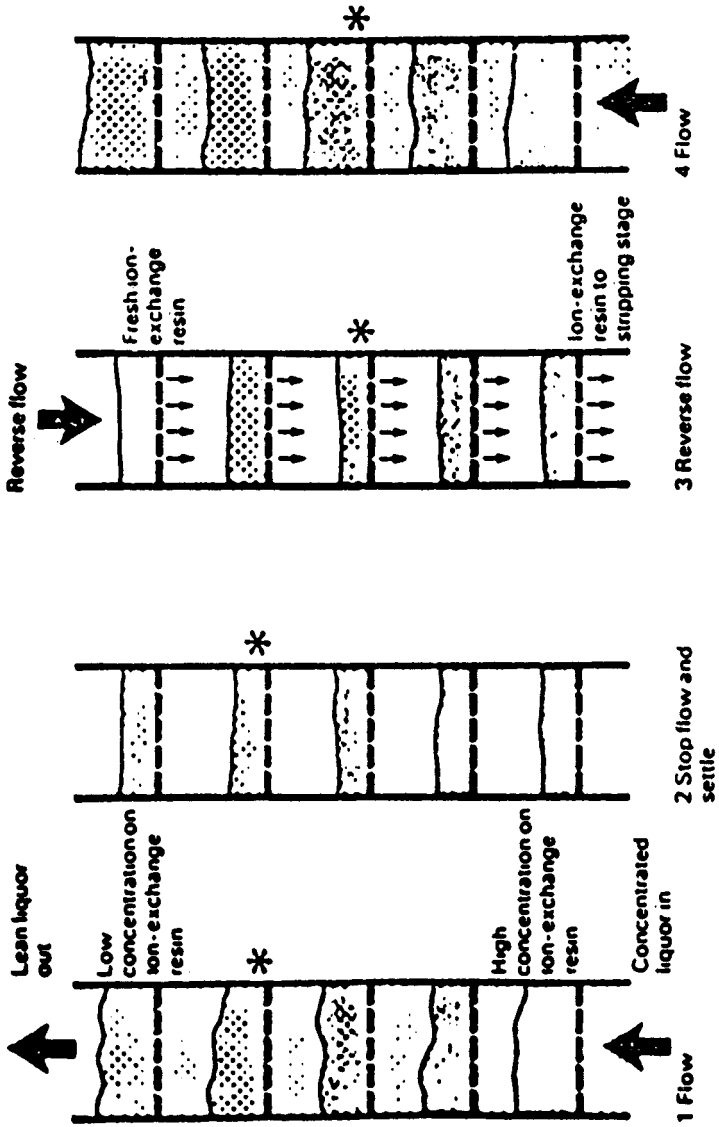 Lean liquor
out
Low
concentration on
ion-exchange
resin
*
High
concentration on
ion-exchange
resin
Concentrated
liquor in
1 Flow
*
2 Stop flow and
settle
Reverse flow
Fresh ion-
exchange
resin
*
Ion-exchange
resin to
stripping stage
3 Reverse flow
*
4 Flow